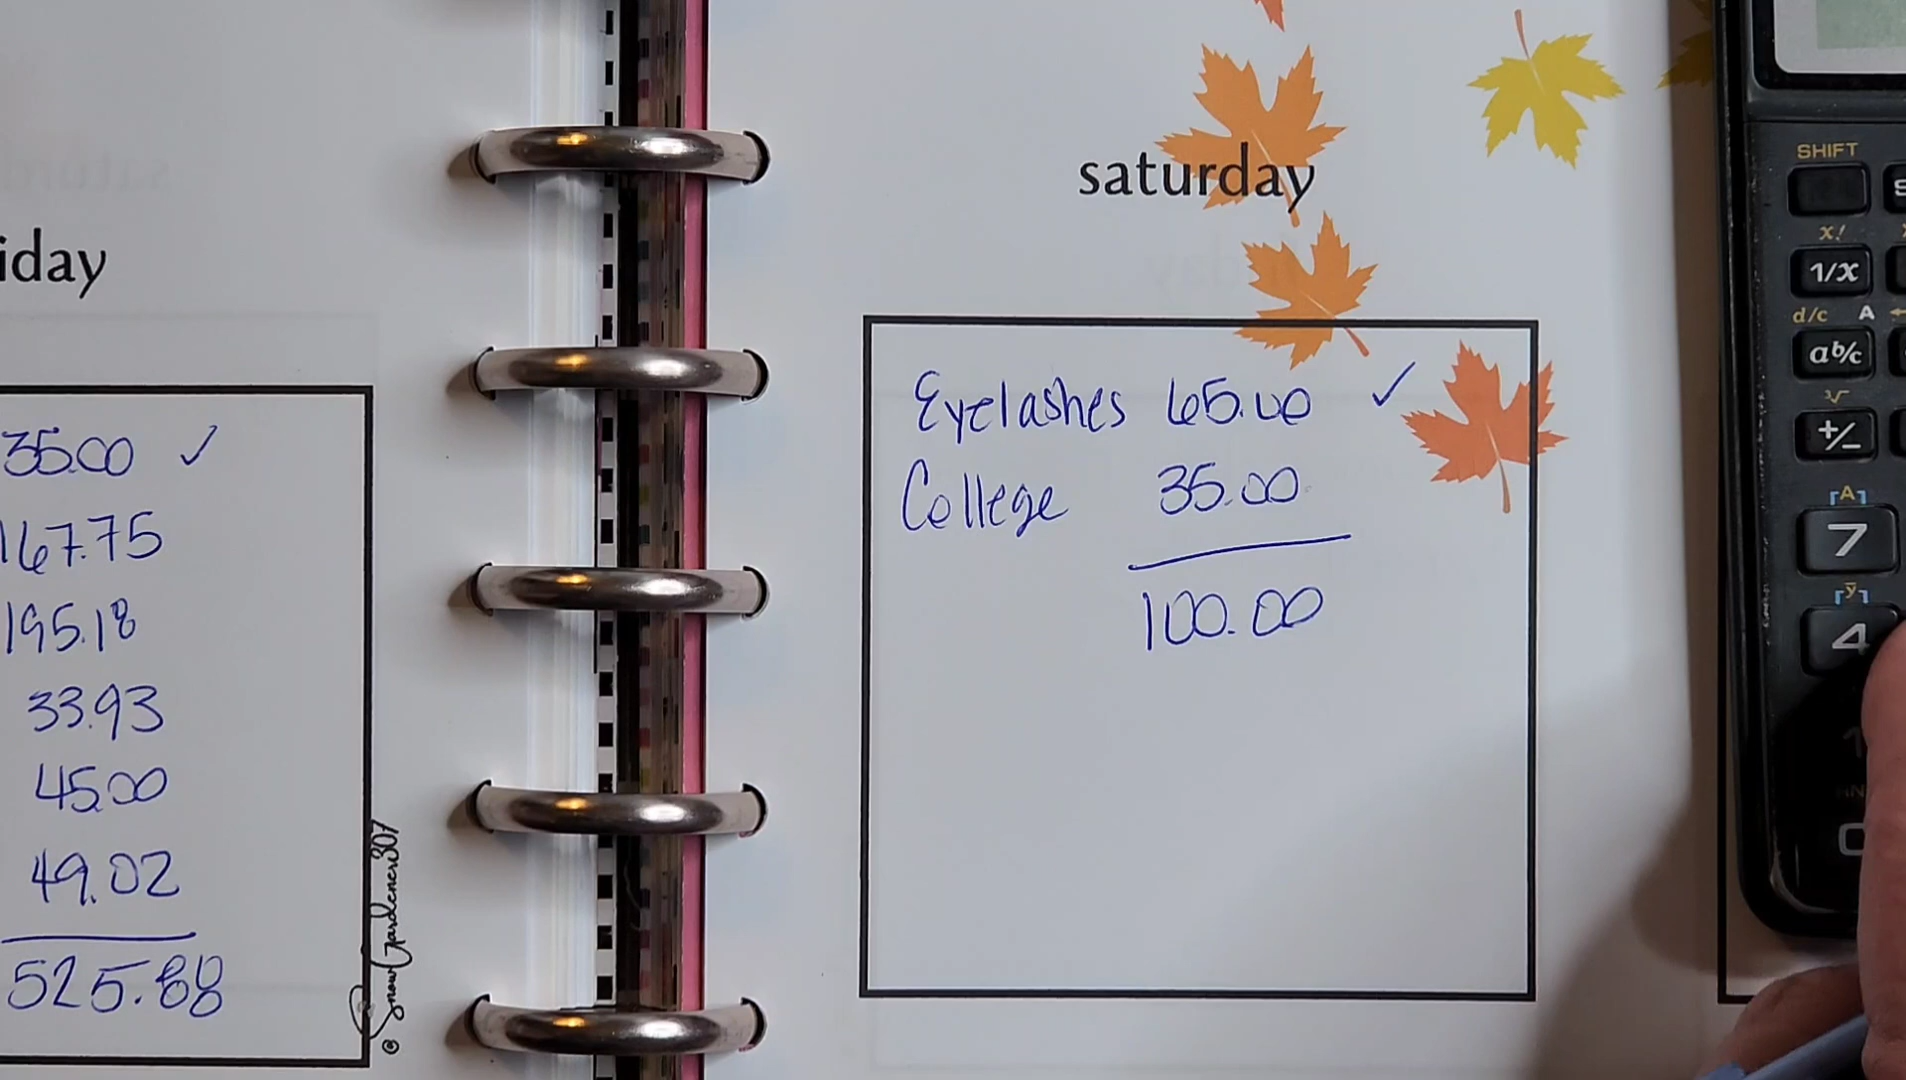 iday
35.00 ✓
167.75
195.18
33.93
45.00
49.02
525.88
saturday
Eyelashes 65.00 ✓
College 35.00
100.00
SHIFT
x!
1/X
d/c A
ab/c
+/-
A
7
4